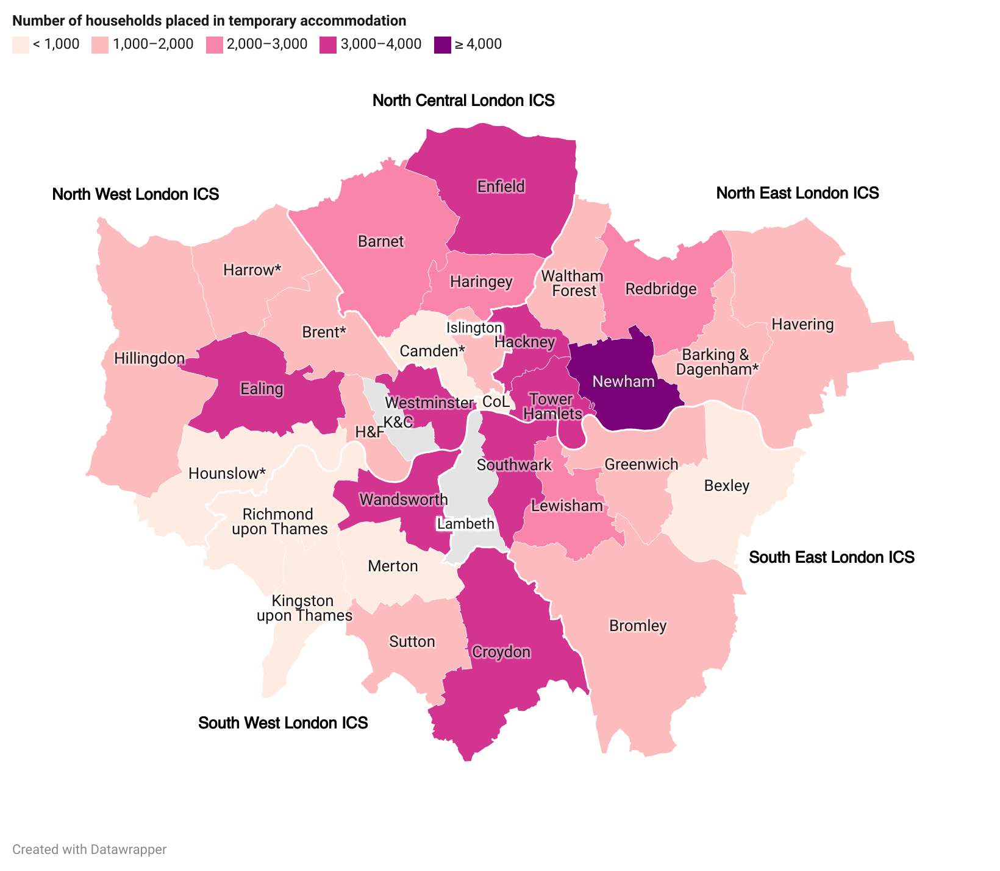 Number of households placed in temporary accommodation
< 1,000 1,000–2,000 2,000–3,000 3,000–4,000 ≥ 4,000
North Central London ICS
North West London ICS
North East London ICS
Enfield
Barnet
Harrow*
Haringey
Waltham
Forest
Redbridge
Havering
Islington
Brent*
Hackney
Camden*
Hillingdon
Barking &
Dagenham*
Newham
Ealing
Westminster
CoL
Tower
Hamlets
K&C
H&F
Hounslow*
Southwark
Greenwich
Bexley
Wandsworth
Lewisham
Richmond
upon Thames
Lambeth
South East London ICS
Merton
Kingston
upon Thames
Bromley
Sutton
Croydon
South West London ICS
Created with Datawrapper